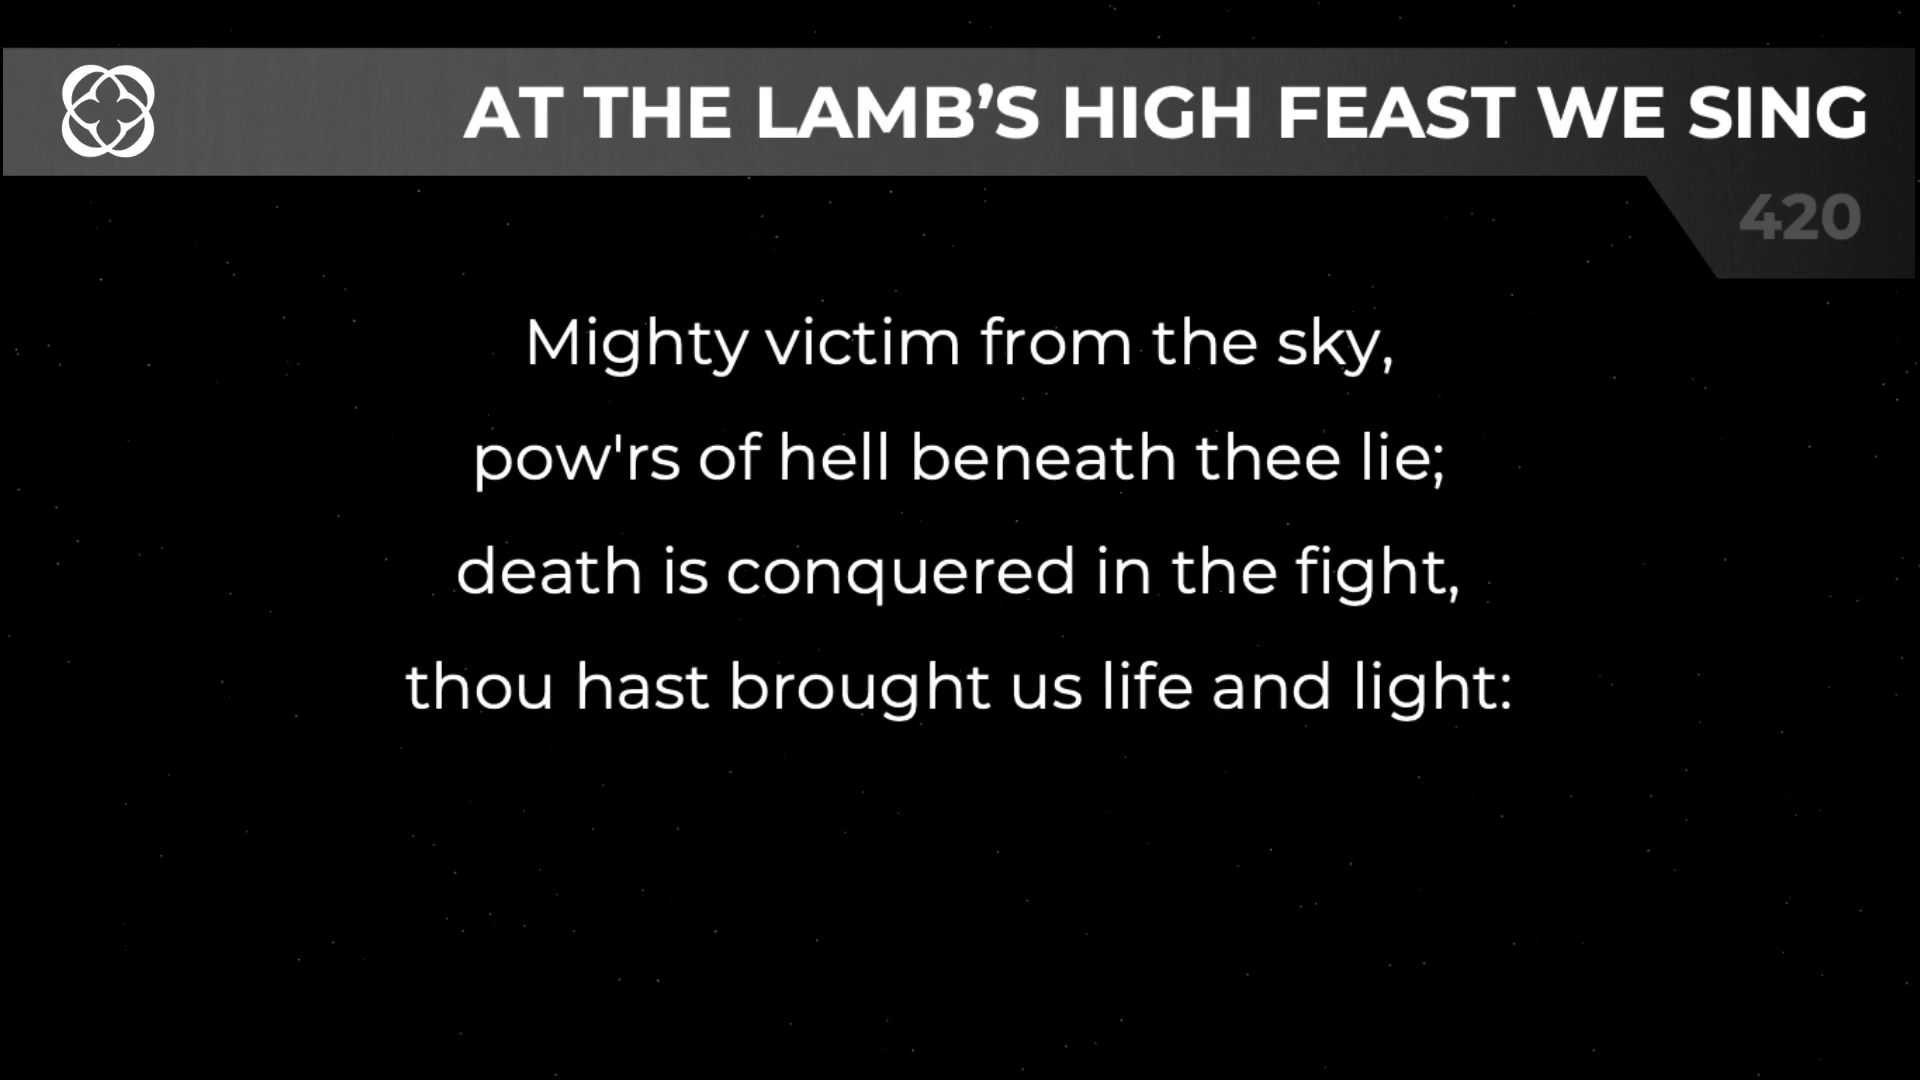 AT THE LAMB’S HIGH FEAST WE SING
420
Mighty victim from the sky,
pow'rs of hell beneath thee lie;
death is conquered in the fight,
thou hast brought us life and light: